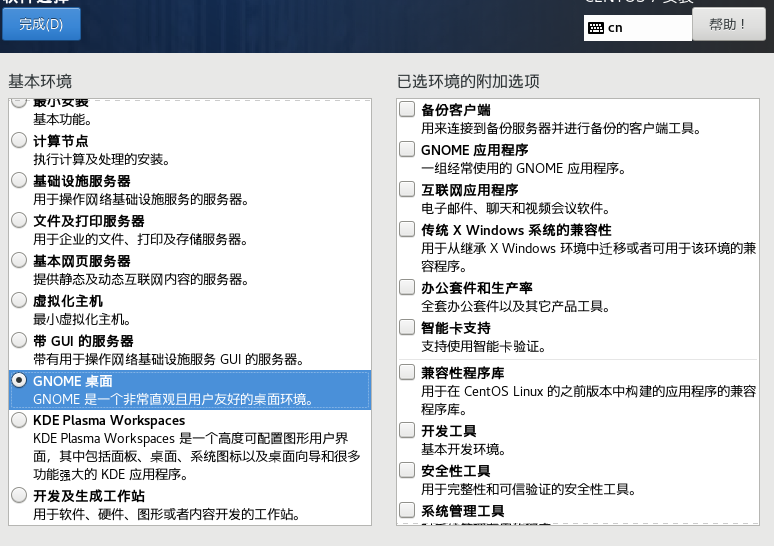 软件选择
CENTOS 7 安装
完成(D)
cn
帮助！
基本环境
最小安装
基本功能。
计算节点
执行计算及处理的安装。
基础设施服务器
用于操作网络基础设施服务的服务器。
文件及打印服务器
用于企业的文件、打印及存储服务器。
基本网页服务器
提供静态及动态互联网内容的服务器。
虚拟化主机
最小虚拟化主机。
带 GUI 的服务器
带有用于操作网络基础设施服务 GUI 的服务器。
GNOME 桌面
GNOME 是一个非常直观且用户友好的桌面环境。
KDE Plasma Workspaces
KDE Plasma Workspaces 是一个高度可配置图形用户界
面，其中包括面板、桌面、系统图标以及桌面向导和很多
功能强大的 KDE 应用程序。
开发及生成工作站
用于软件、硬件、图形或者内容开发的工作站。
已选环境的附加选项
备份客户端
用来连接到备份服务器并进行备份的客户端工具。
GNOME 应用程序
一组经常使用的 GNOME 应用程序。
互联网应用程序
电子邮件、聊天和视频会议软件。
传统 X Windows 系统的兼容性
用于从继承 X Windows 环境中迁移或者可用于该环境的兼
容程序。
办公套件和生产率
全套办公套件以及其它产品工具。
智能卡支持
支持使用智能卡验证。
兼容性程序库
用于在 CentOS Linux 的之前版本中构建的应用程序的兼容
程序库。
开发工具
基本开发环境。
安全性工具
用于完整性和可信验证的安全性工具。
系统管理工具